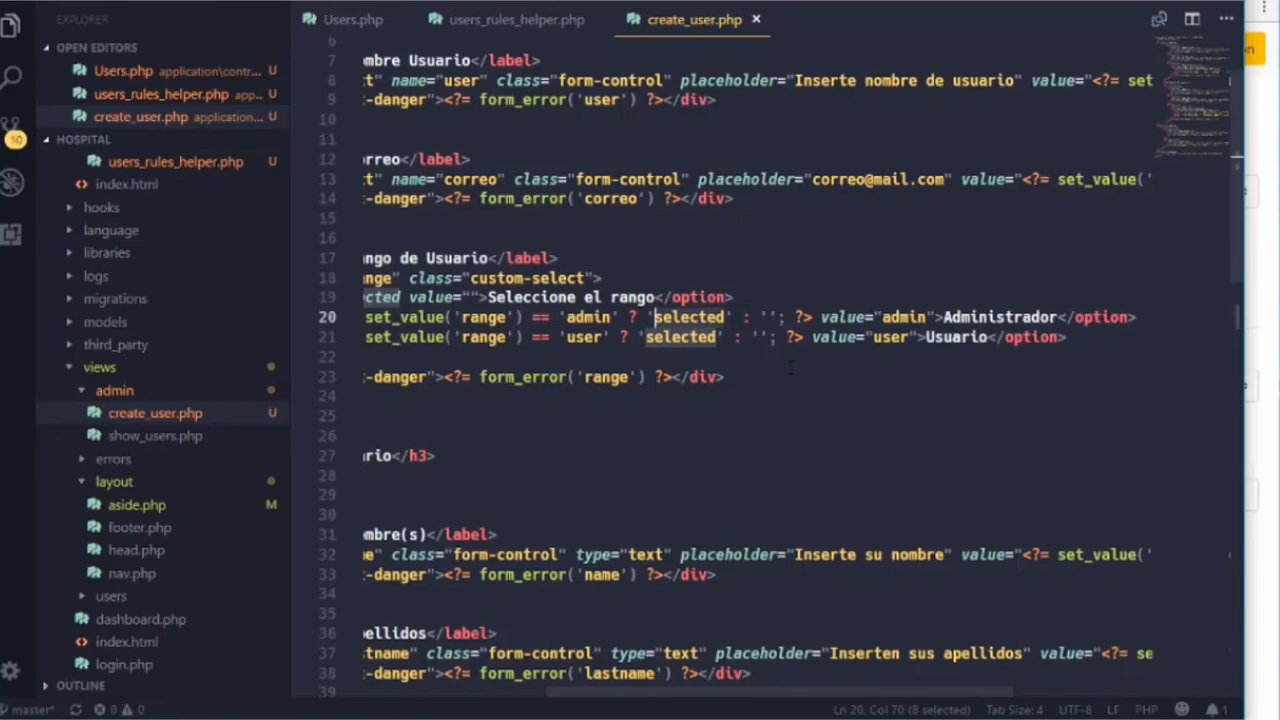 EXPLORER
OPEN EDITORS
Users.php application\contr... U
users_rules_helper.php app... U
create_user.php application... U
HOSPITAL
users_rules_helper.php U
index.html
hooks
language
libraries
logs
migrations
models
third_party
views
admin
create_user.php U
show_users.php
errors
layout
aside.php M
footer.php
head.php
nav.php
users
dashboard.php
index.html
login.php
OUTLINE
10
Users.php users_rules_helper.php create_user.php ×
6
7 mbre Usuario</label>
8 t" name="user" class="form-control" placeholder="Inserte nombre de usuario" value="<?= set
9 -danger"><?= form_error('user') ?></div>
10
11
12 orreo</label>
13 t" name="correo" class="form-control" placeholder="correo@mail.com" value="<?= set_value('
14 -danger"><?= form_error('correo') ?></div>
15
16
17 ngo de Usuario</label>
18 nge" class="custom-select">
19 cted value="">Seleccione el rango</option>
20 set_value('range') == 'admin' ? 'selected' : ''; ?> value="admin">Administrador</option>
21 set_value('range') == 'user' ? 'selected' : ''; ?> value="user">Usuario</option>
22
23 -danger"><?= form_error('range') ?></div>
24
25
26
27 rio</h3>
28
29
30
31 mbre(s)</label>
32 e" class="form-control" type="text" placeholder="Inserte su nombre" value="<?= set_value('
33 -danger"><?= form_error('name') ?></div>
34
35
36 ellidos</label>
37 tname" class="form-control" type="text" placeholder="Inserten sus apellidos" value="<?= se
38 -danger"><?= form_error('lastname') ?></div>
39
master* 0 0 Ln 20, Col 70 (8 selected) Tab Size: 4 UTF-8 LF PHP 1